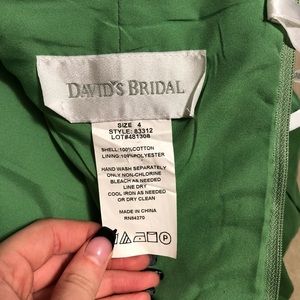 DAVID'S BRIDAL
SIZE 4
STYLE: 83312
LOT#481308
SHELL:100%COTTON
LINING:100%POLYESTER
HAND WASH SEPARATELY
ONLY NON-CHLORINE
BLEACH AS NEEDED
LINE DRY
COOL IRON AS NEEDED
OR DRY CLEAN
MADE IN CHINA
RN84270
P